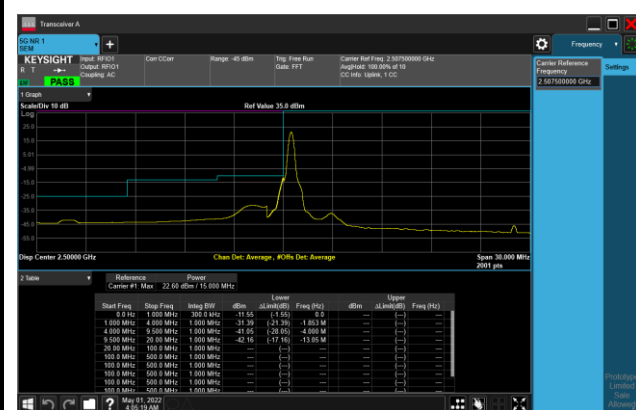 Transceiver A
5G NR 1
SEM
Frequency
KEYSIGHT
Input: RFIO1
Output: RFIO1
Coupling: AC
Corr CCorr
Range: -45 dBm
Trig: Free Run
Gate: FFT
Carrier Ref Freq: 2.587500000 GHz
Avg|Hold: 100.00% of 10
CC Info: Uplink, 1 CC
R T
PASS
Carrier Reference
Frequency
2.507500000 GHz
Settings
1 Graph
Scale/Div 10 dB
Ref Value 35.0 dBm
Log
25.0
15.0
5.01
-4.99
-15.0
-45.0
-55.0
Disp Center 2.50000 GHz
Chan Det: Average, #Offs Det: Average
Span 30.000 MHz
2001 pts
2 Table
Reference Power
Carrier #1 Max 22.60 dBm / 15.000 MHz
Lower Upper
Start Freq Stop Freq Integ BW dBm ΔLimit(dB) Freq (Hz) dBm ΔLimit(dB) Freq (Hz)
0.0 Hz 1.000 MHz 300.0 kHz -11.55 (-1.55) 0.0 --- (---) ---
1.000 MHz 4.000 MHz 1.000 MHz -31.39 (-21.39) -1.853 M --- (---) ---
4.000 MHz 9.500 MHz 1.000 MHz -41.05 (-28.05) -4.000 M --- (---) ---
9.500 MHz 20.00 MHz 1.000 MHz -42.16 (-17.16) -13.05 M --- (---) ---
20.00 MHz 100.0 MHz 1.000 MHz --- (---) --- --- (---) ---
100.0 MHz 500.0 MHz 1.000 MHz --- (---) --- --- (---) ---
100.0 MHz 500.0 MHz 1.000 MHz --- (---) --- --- (---) ---
100.0 MHz 500.0 MHz 1.000 MHz --- (---) --- --- (---) ---
100.0 MHz 500.0 MHz 1.000 MHz --- (---) --- --- (---) ---
Prototype
Limited
Sale
Allowed
May 01, 2022
4:05:19 AM